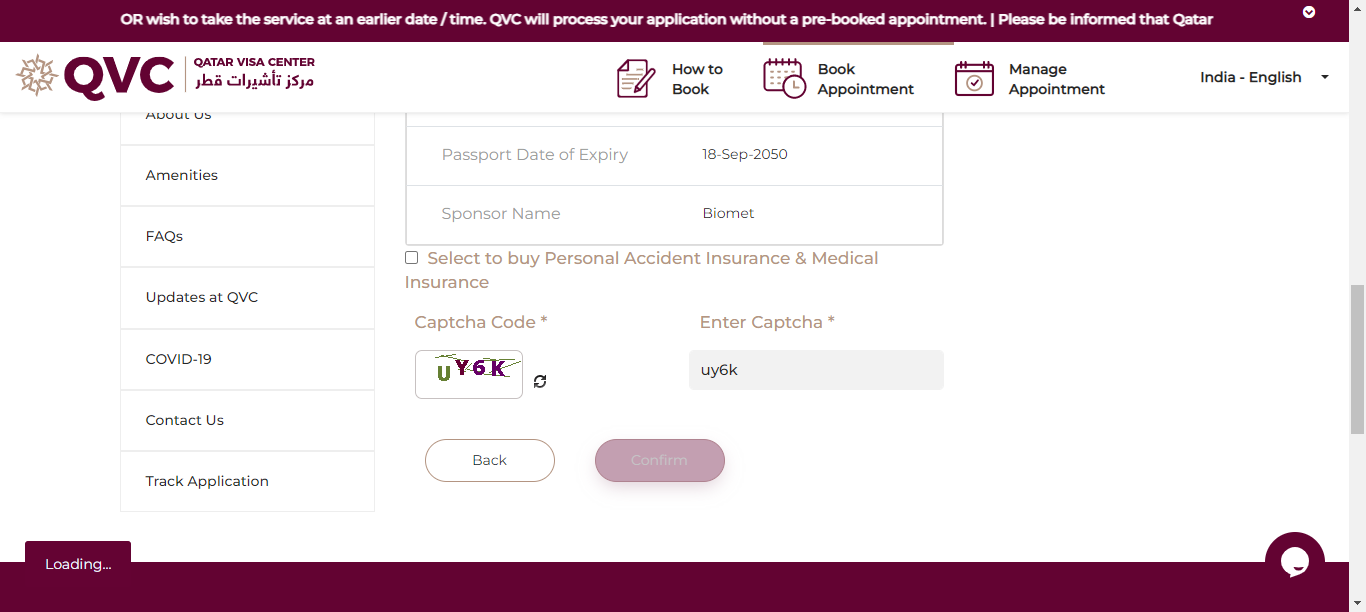 OR wish to take the service at an earlier date / time. QVC will process your application without a pre-booked appointment. | Please be informed that Qatar
QVC
QATAR VISA CENTER
مركز تأشيرات قطر
How to
Book
Book
Appointment
Manage
Appointment
India - English
About Us
Amenities
FAQs
Updates at QVC
COVID-19
Contact Us
Track Application
Passport Date of Expiry 18-Sep-2050
Sponsor Name Biomet
Select to buy Personal Accident Insurance & Medical
Insurance
Captcha Code * Enter Captcha *
UY6K uy6k
Back Confirm
Loading...